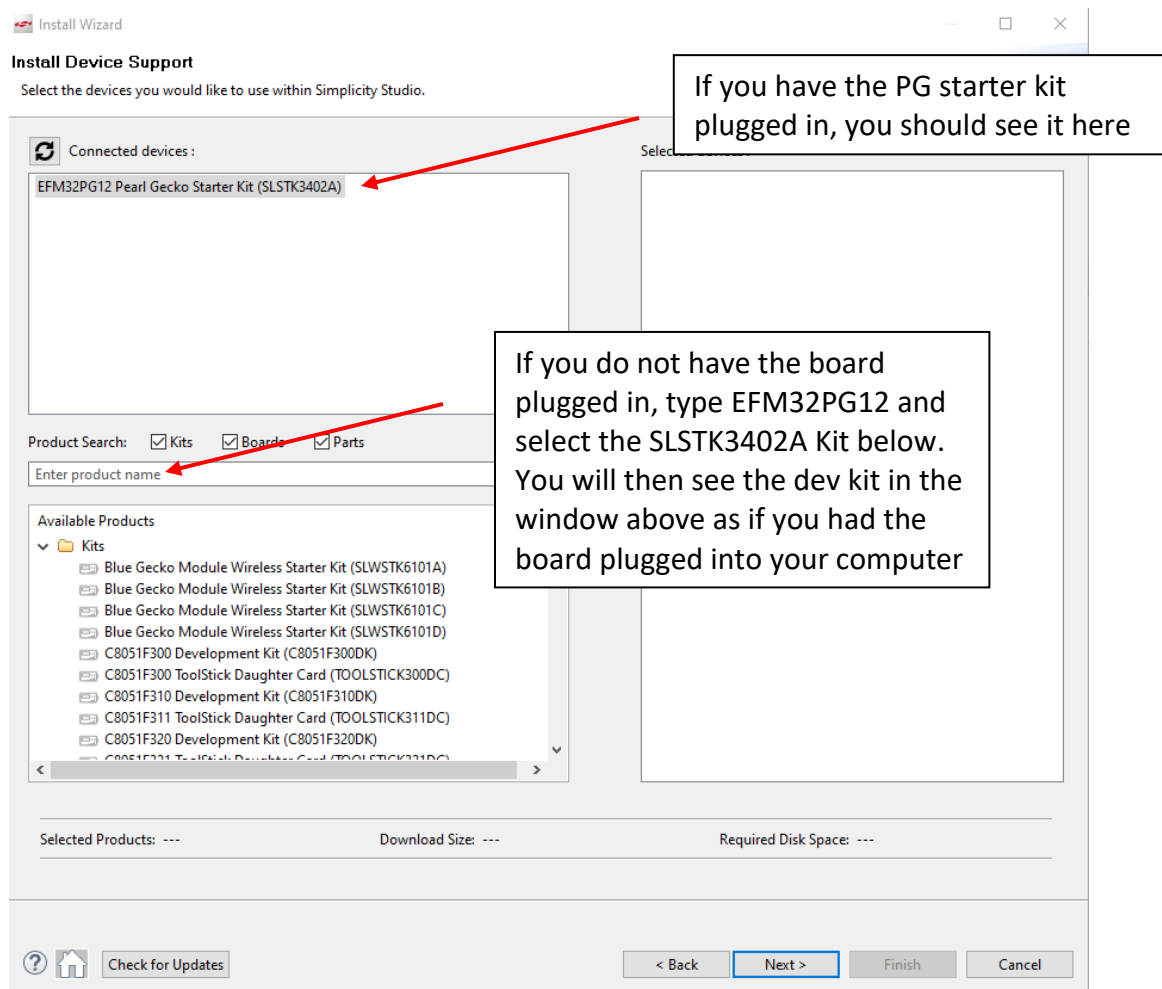 Install Wizard
Install Device Support
Select the devices you would like to use within Simplicity Studio.
If you have the PG starter kit
plugged in, you should see it here
Connected devices :
EFM32PG12 Pearl Gecko Starter Kit (SLSTK3402A)
If you do not have the board
plugged in, type EFM32PG12 and
select the SLSTK3402A Kit below.
You will then see the dev kit in the
window above as if you had the
board plugged into your computer
Product Search: Kits Boards Parts
Enter product name
Available Products
Kits
Blue Gecko Module Wireless Starter Kit (SLWSTK6101A)
Blue Gecko Module Wireless Starter Kit (SLWSTK6101B)
Blue Gecko Module Wireless Starter Kit (SLWSTK6101C)
Blue Gecko Module Wireless Starter Kit (SLWSTK6101D)
C8051F300 Development Kit (C8051F300DK)
C8051F300 ToolStick Daughter Card (TOOLSTICK300DC)
C8051F310 Development Kit (C8051F310DK)
C8051F311 ToolStick Daughter Card (TOOLSTICK311DC)
C8051F320 Development Kit (C8051F320DK)
Selected Products: --- Download Size: --- Required Disk Space: ---
Check for Updates < Back Next > Finish Cancel